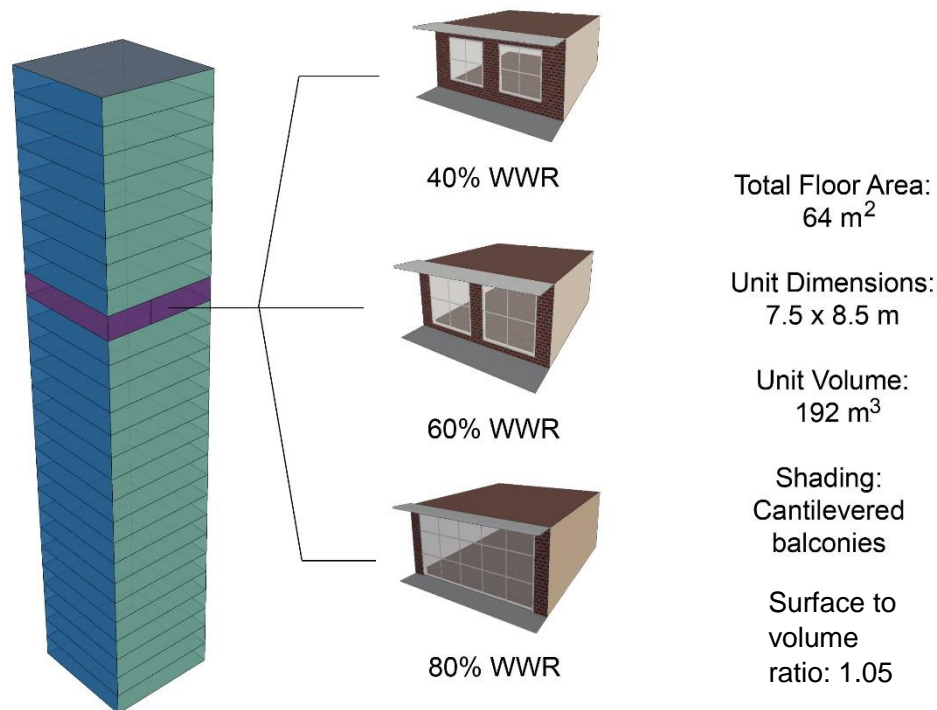 40% WWR
60% WWR
80% WWR
Total Floor Area:
64 m²
Unit Dimensions:
7.5 x 8.5 m
Unit Volume:
192 m³
Shading:
Cantilevered
balconies
Surface to
volume
ratio: 1.05